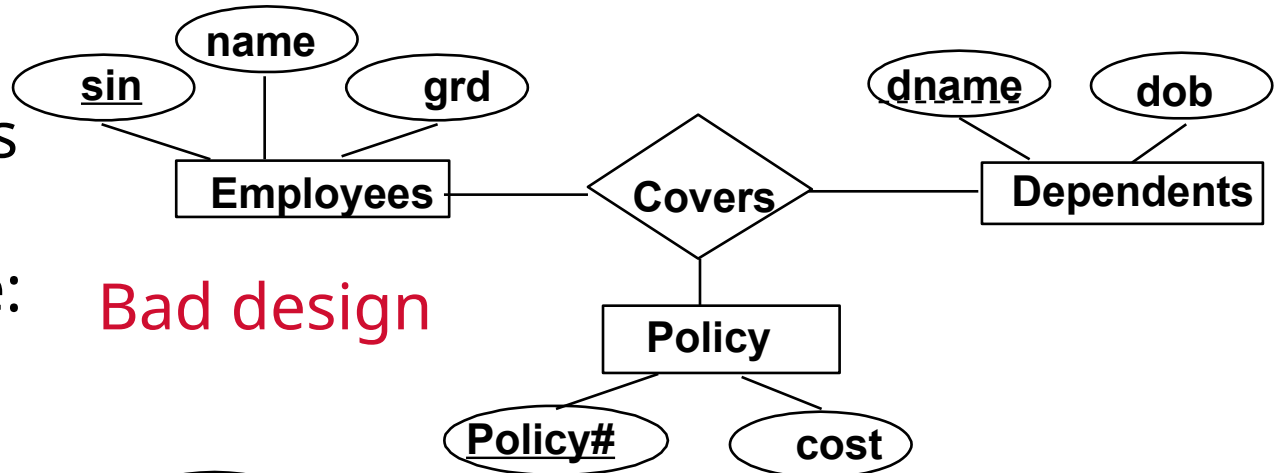 name
sin
grd
dname
dob
s
Employees
Covers
Dependents
e:
Bad design
Policy
Policy#
cost